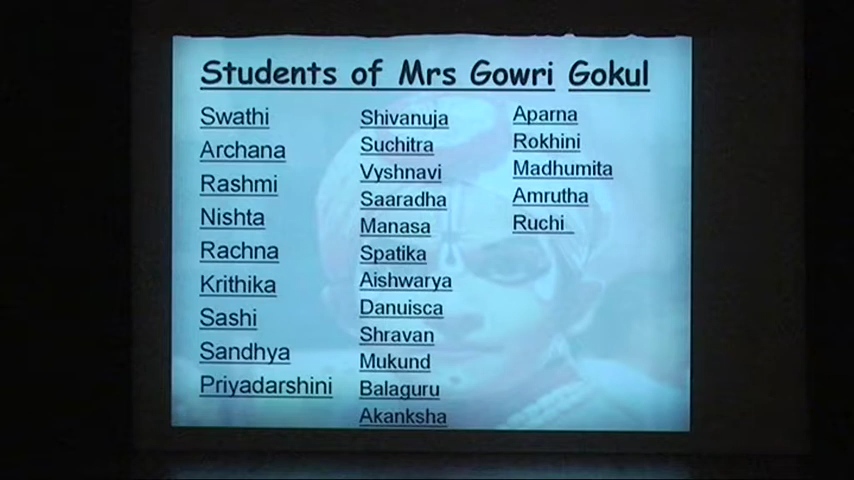 Students of Mrs Gowri Gokul
Swathi
Archana
Rashmi
Nishta
Rachna
Krithika
Sashi
Sandhya
Priyadarshini
Shivanuja
Suchitra
Vyshnavi
Saaradha
Manasa
Spatika
Aishwarya
Danuisca
Shravan
Mukund
Balaguru
Akanksha
Aparna
Rokhini
Madhumita
Amrutha
Ruchi